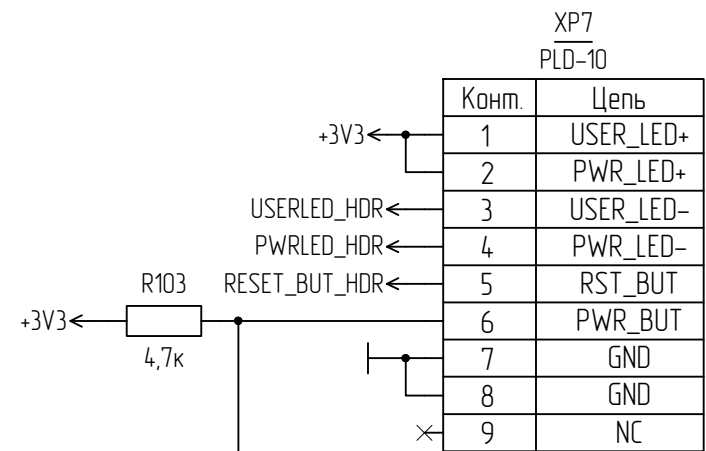 XP7
PLD-10
Конт. Цепь
+3V3 1 USER_LED+
2 PWR_LED+
USERLED_HDR 3 USER_LED-
PWRLED_HDR 4 PWR_LED-
R103 RESET_BUT_HDR 5 RST_BUT
+3V3 6 PWR_BUT
4,7к 7 GND
8 GND
9 NC